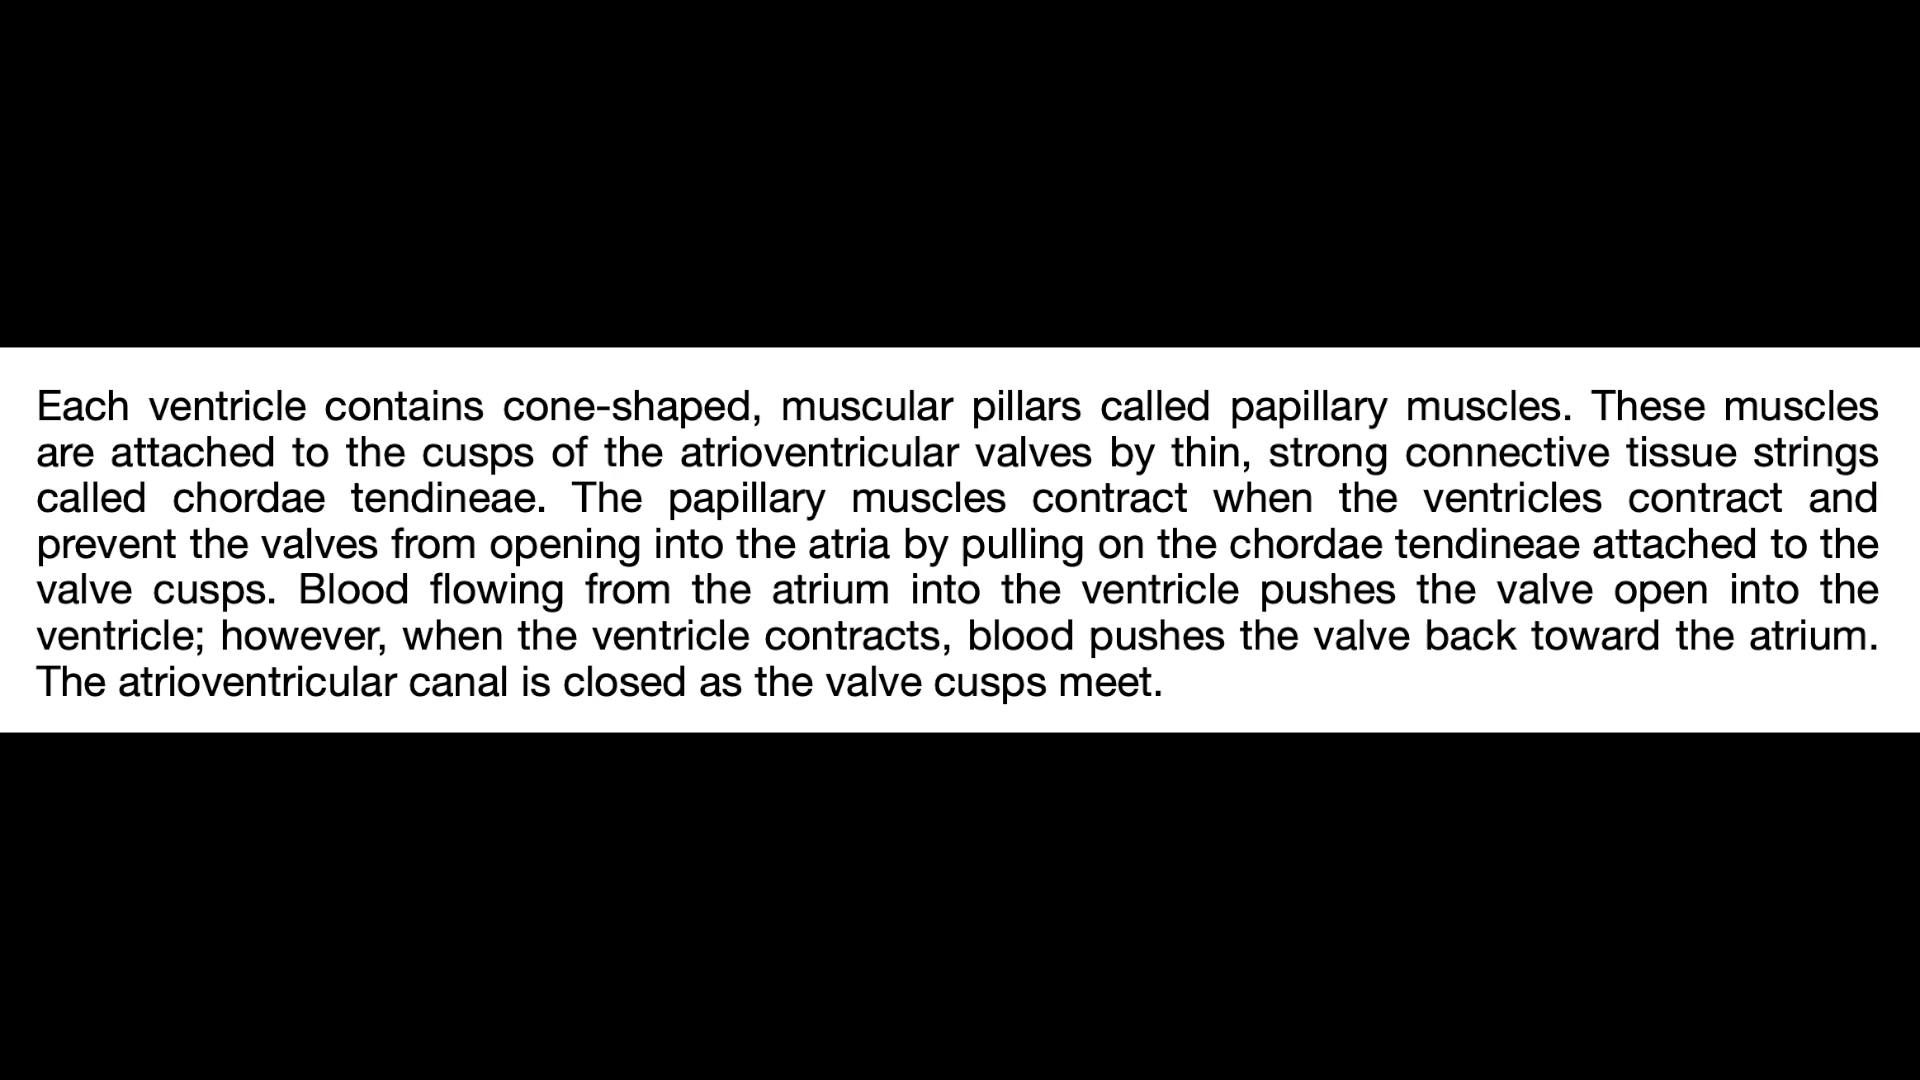 Each ventricle contains cone-shaped, muscular pillars called papillary muscles. These muscles
are attached to the cusps of the atrioventricular valves by thin, strong connective tissue strings
called chordae tendineae. The papillary muscles contract when the ventricles contract and
prevent the valves from opening into the atria by pulling on the chordae tendineae attached to the
valve cusps. Blood flowing from the atrium into the ventricle pushes the valve open into the
ventricle; however, when the ventricle contracts, blood pushes the valve back toward the atrium.
The atrioventricular canal is closed as the valve cusps meet.